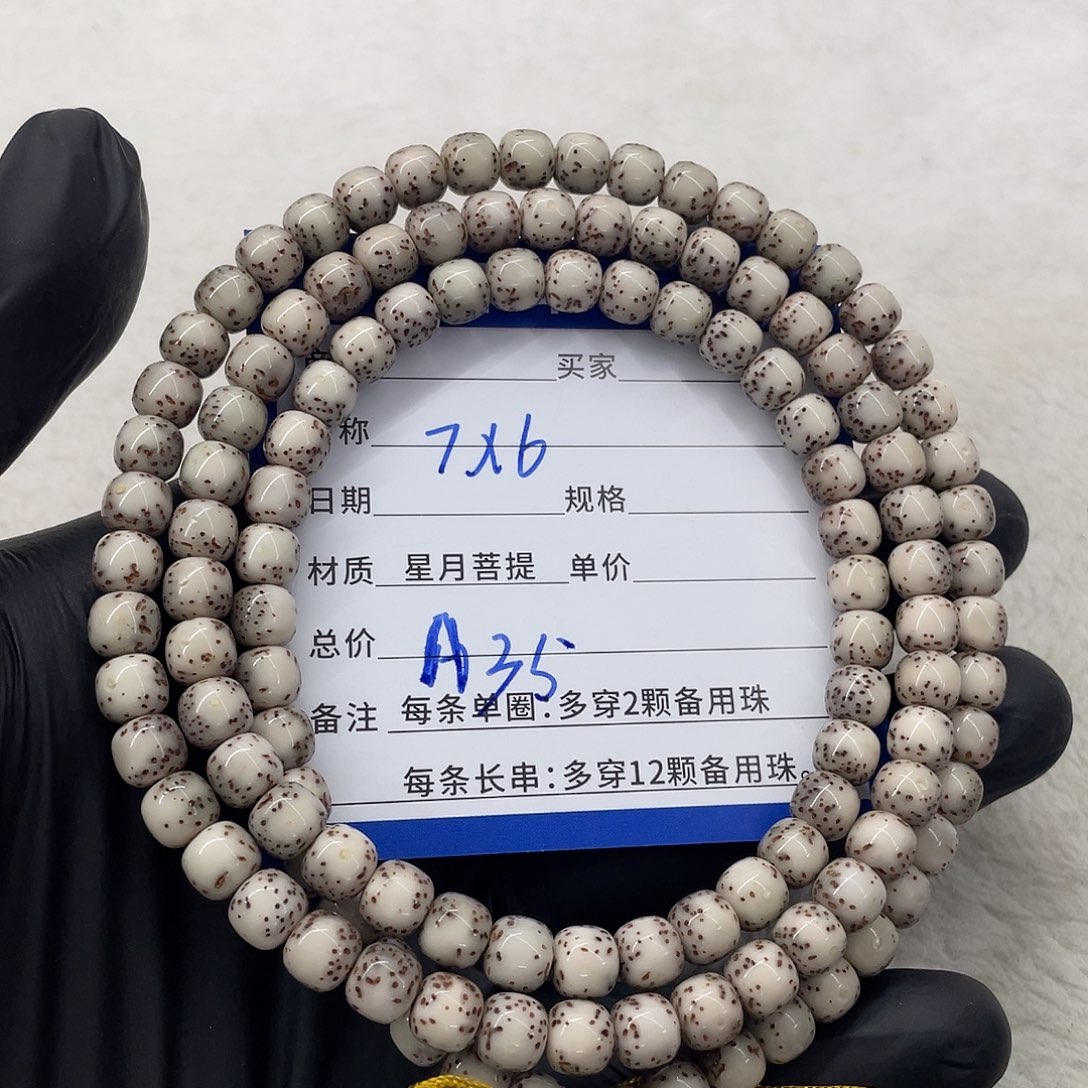 买家
称 7×6
日期 规格
材质 星月菩提 单价
总价 A35
备注 每条单圈:多穿2颗备用珠
每条长串:多穿12颗备用珠。